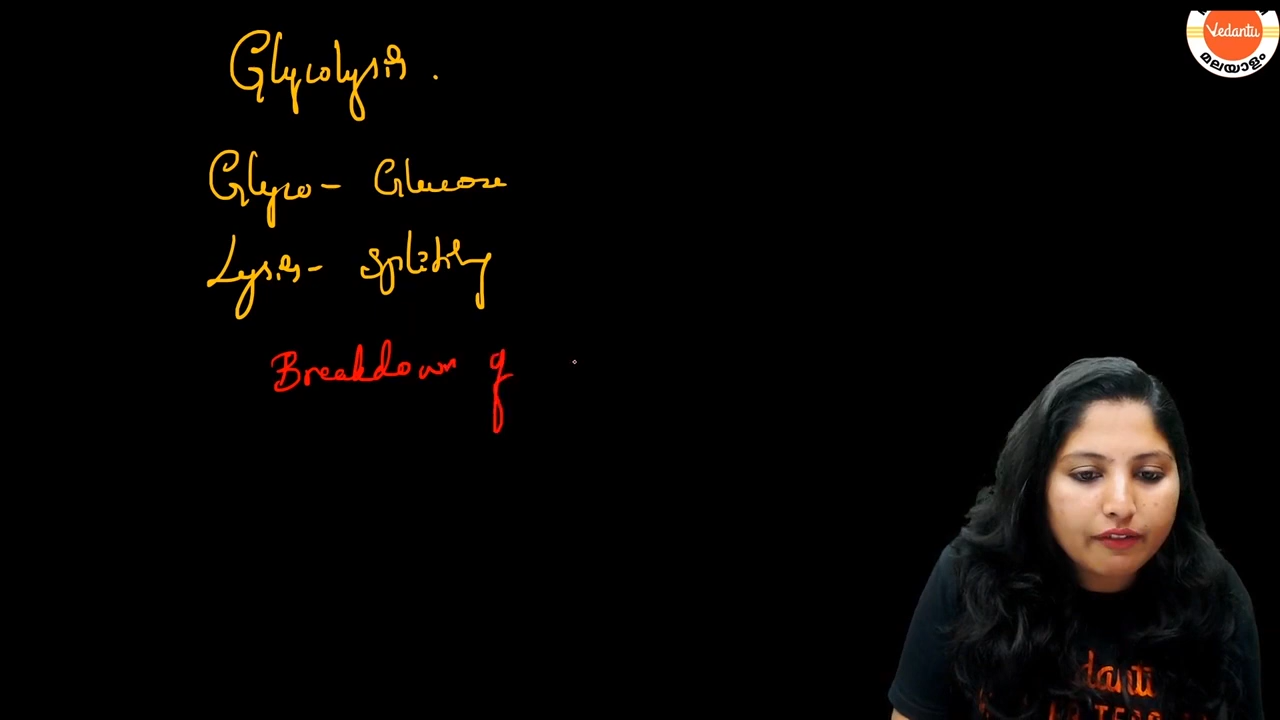 Glycolysis.
Glyco- Glucose
Lysis- splitting
Breakdown of
Vedantu
മലയാളം